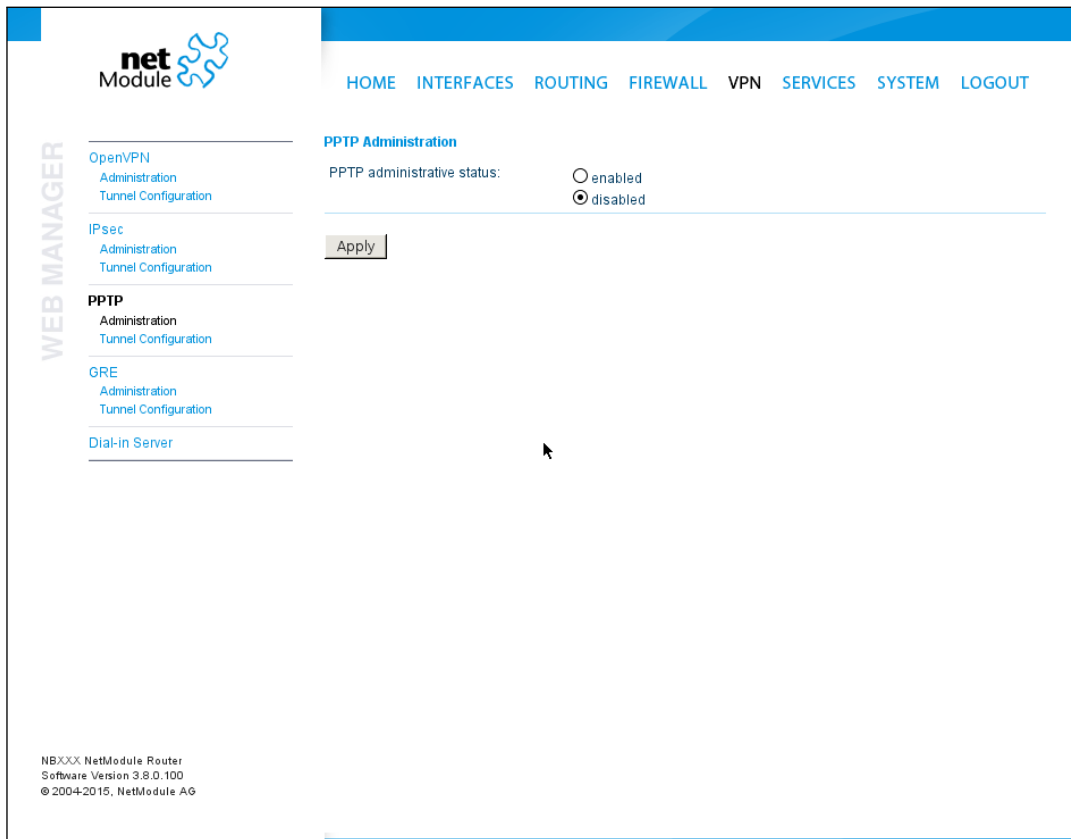 net
Module
HOME INTERFACES ROUTING FIREWALL VPN SERVICES SYSTEM LOGOUT
WEB MANAGER
OpenVPN
Administration
Tunnel Configuration
IPsec
Administration
Tunnel Configuration
PPTP
Administration
Tunnel Configuration
GRE
Administration
Tunnel Configuration
Dial-in Server
PPTP Administration
PPTP administrative status:
enabled
disabled
Apply
NBXXX NetModule Router
Software Version 3.8.0.100
© 2004-2015, NetModule AG